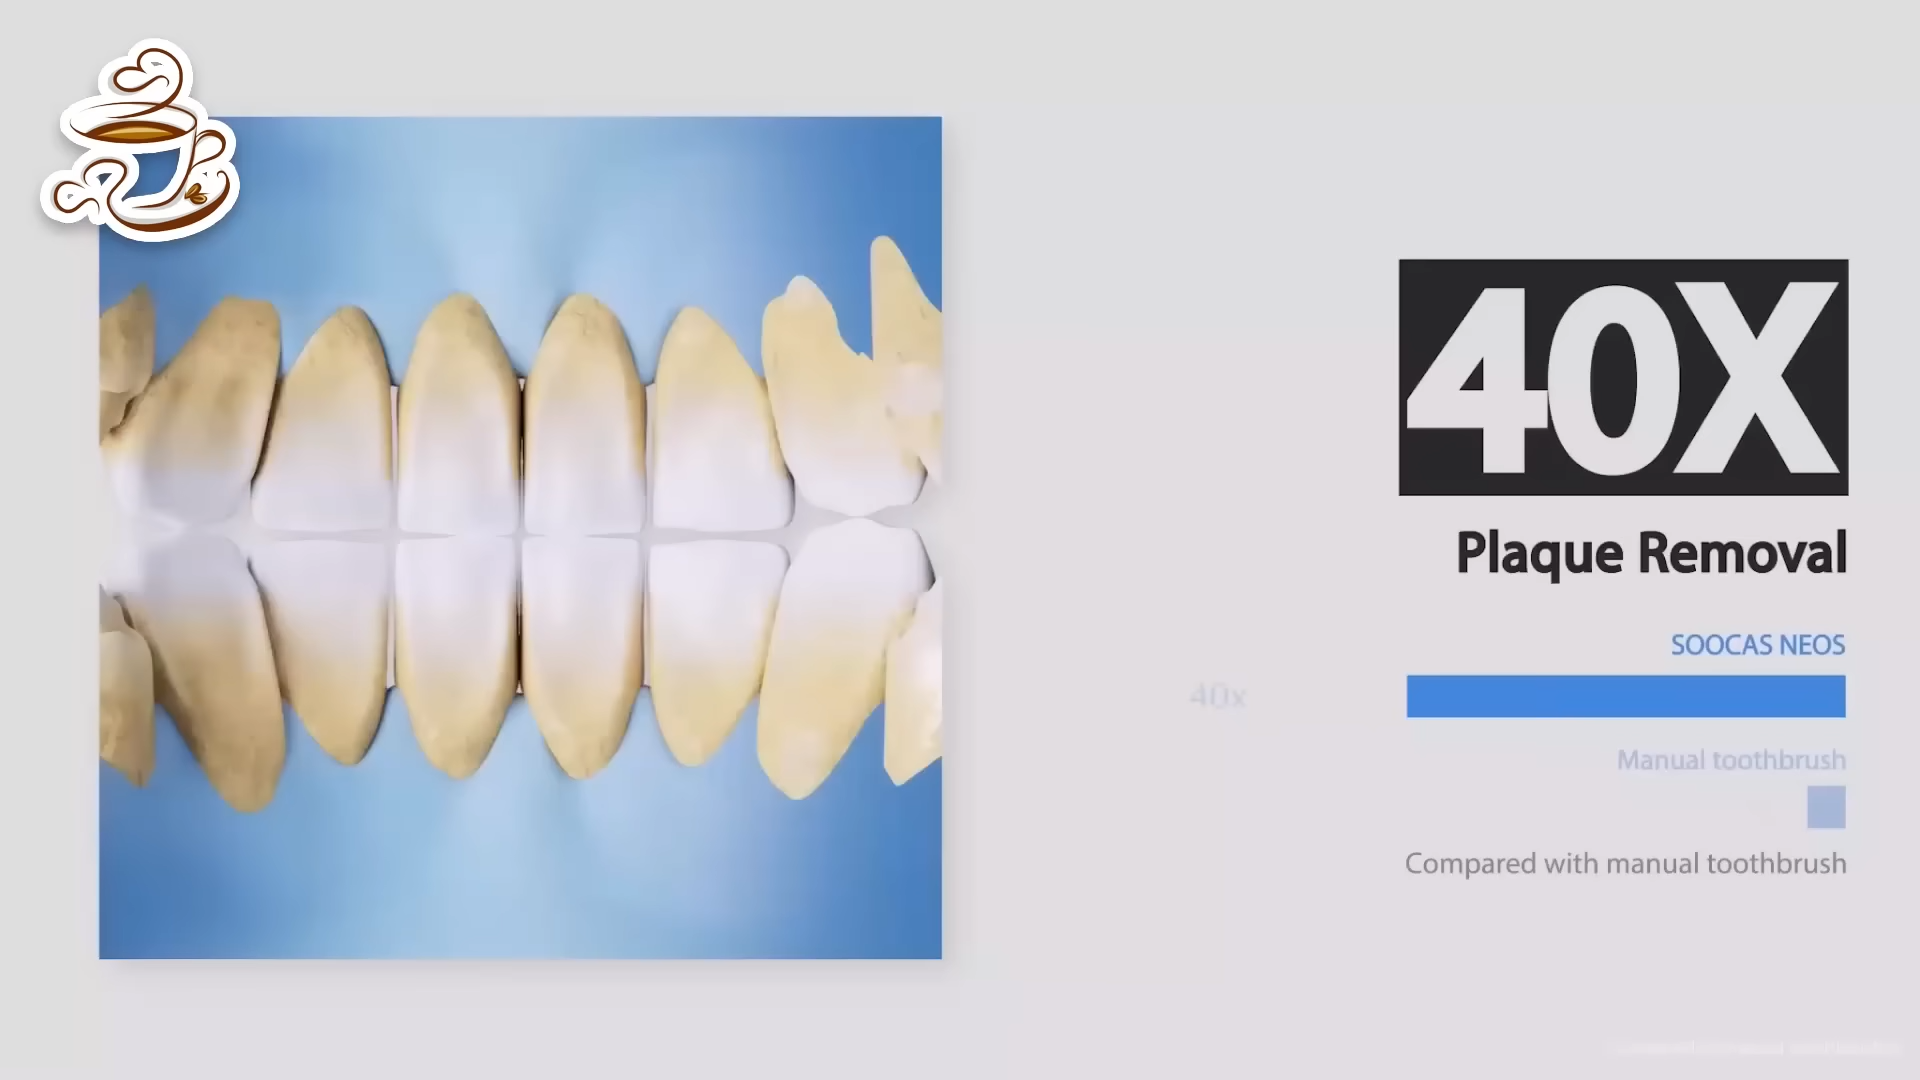 40X
Plaque Removal
SOOCAS NEOS
40x
Manual toothbrush
Compared with manual toothbrush